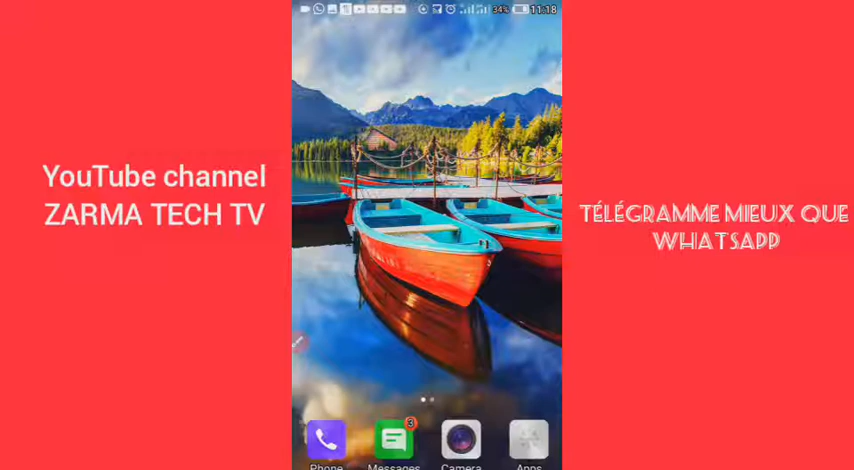 34% 11:18
YouTube channel
ZARMA TECH TV
TÉLÉGRAMME MIEUX QUE
WHATSAPP
3
Phone Messages Camera Apps